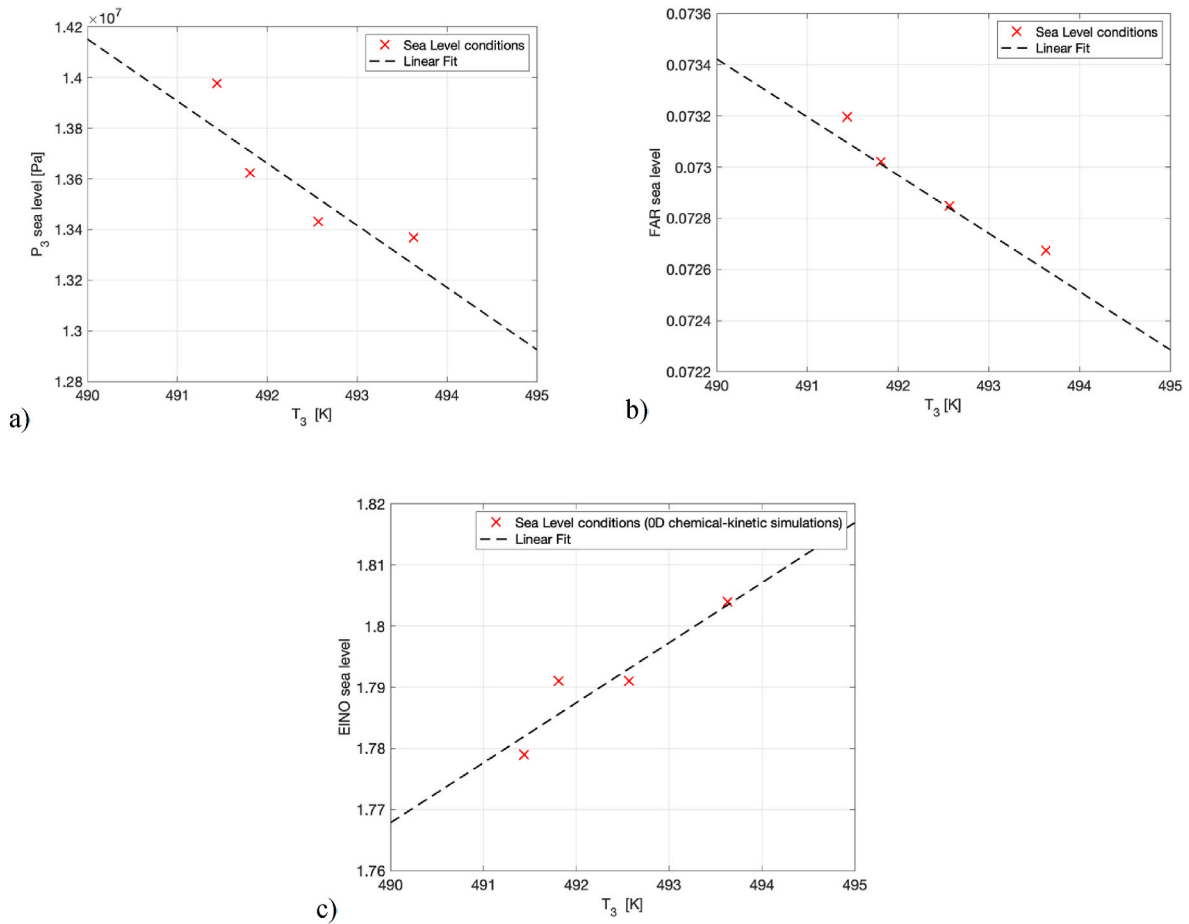 ×10⁷
1.42
1.4
1.38
1.36
1.34
1.32
1.3
1.28
P₃ sea level [Pa]
× Sea Level conditions
Linear Fit
490 491 492 493 494 495
T₃ [K]
a)
0.0736
0.0734
0.0732
0.073
0.0728
0.0726
0.0724
0.0722
FAR sea level
× Sea Level conditions
Linear Fit
490 491 492 493 494 495
T₃ [K]
b)
1.82
1.81
1.8
1.79
1.78
1.77
1.76
EINO sea level
× Sea Level conditions (0D chemical-kinetic simulations)
Linear Fit
490 491 492 493 494 495
T₃ [K]
c)